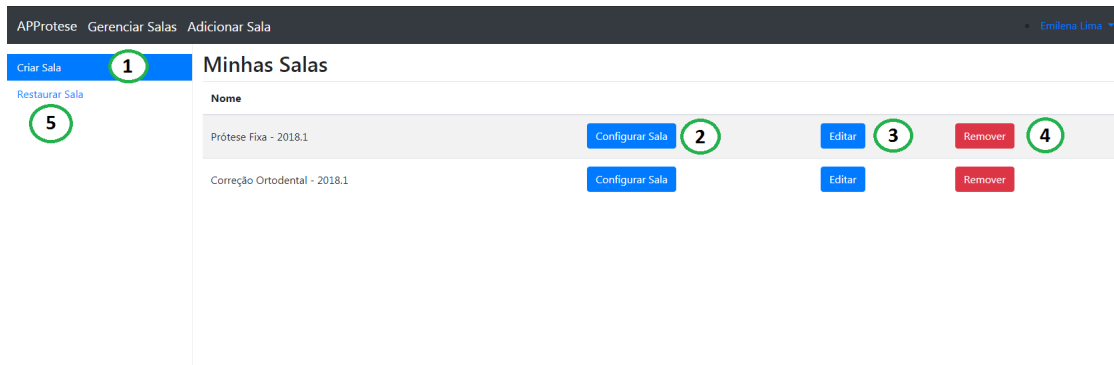 APProtese Gerenciar Salas Adicionar Sala Emilena Lima
Criar Sala 1 Minhas Salas
Restaurar Sala
5
Nome
Prótese Fixa - 2018.1 Configurar Sala 2 Editar 3 Remover 4
Correção Ortodental - 2018.1 Configurar Sala Editar Remover